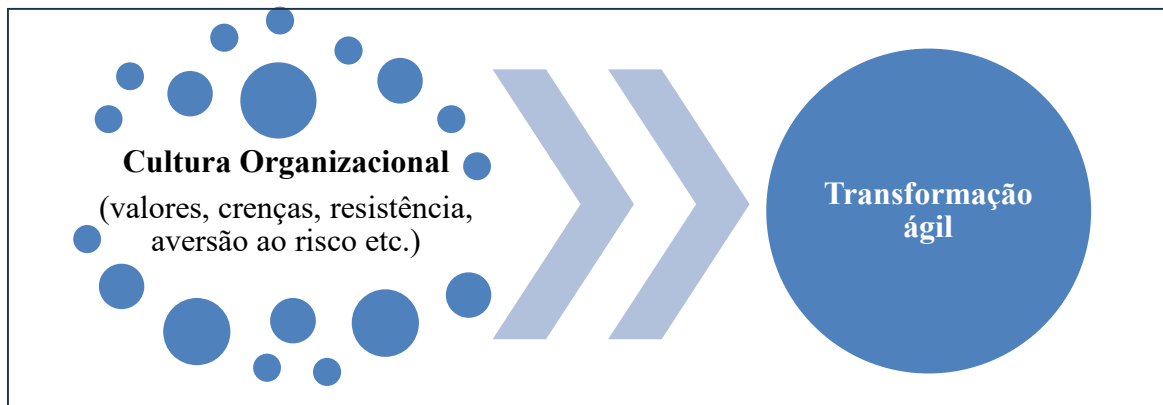 Cultura Organizacional
(valores, crenças, resistência,
aversão ao risco etc.)
Transformação
ágil